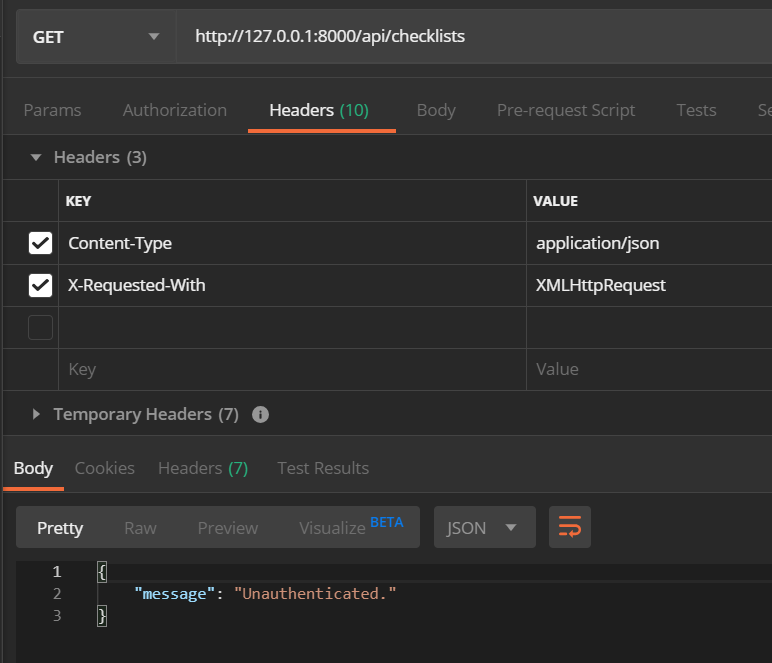 GET http://127.0.0.1:8000/api/checklists
Params Authorization Headers (10) Body Pre-request Script Tests Se
Headers (3)
KEY VALUE
Content-Type application/json
X-Requested-With XMLHttpRequest
Key Value
Temporary Headers (7) i
Body Cookies Headers (7) Test Results
Pretty Raw Preview Visualize BETA JSON
1 {
2 "message": "Unauthenticated."
3 }